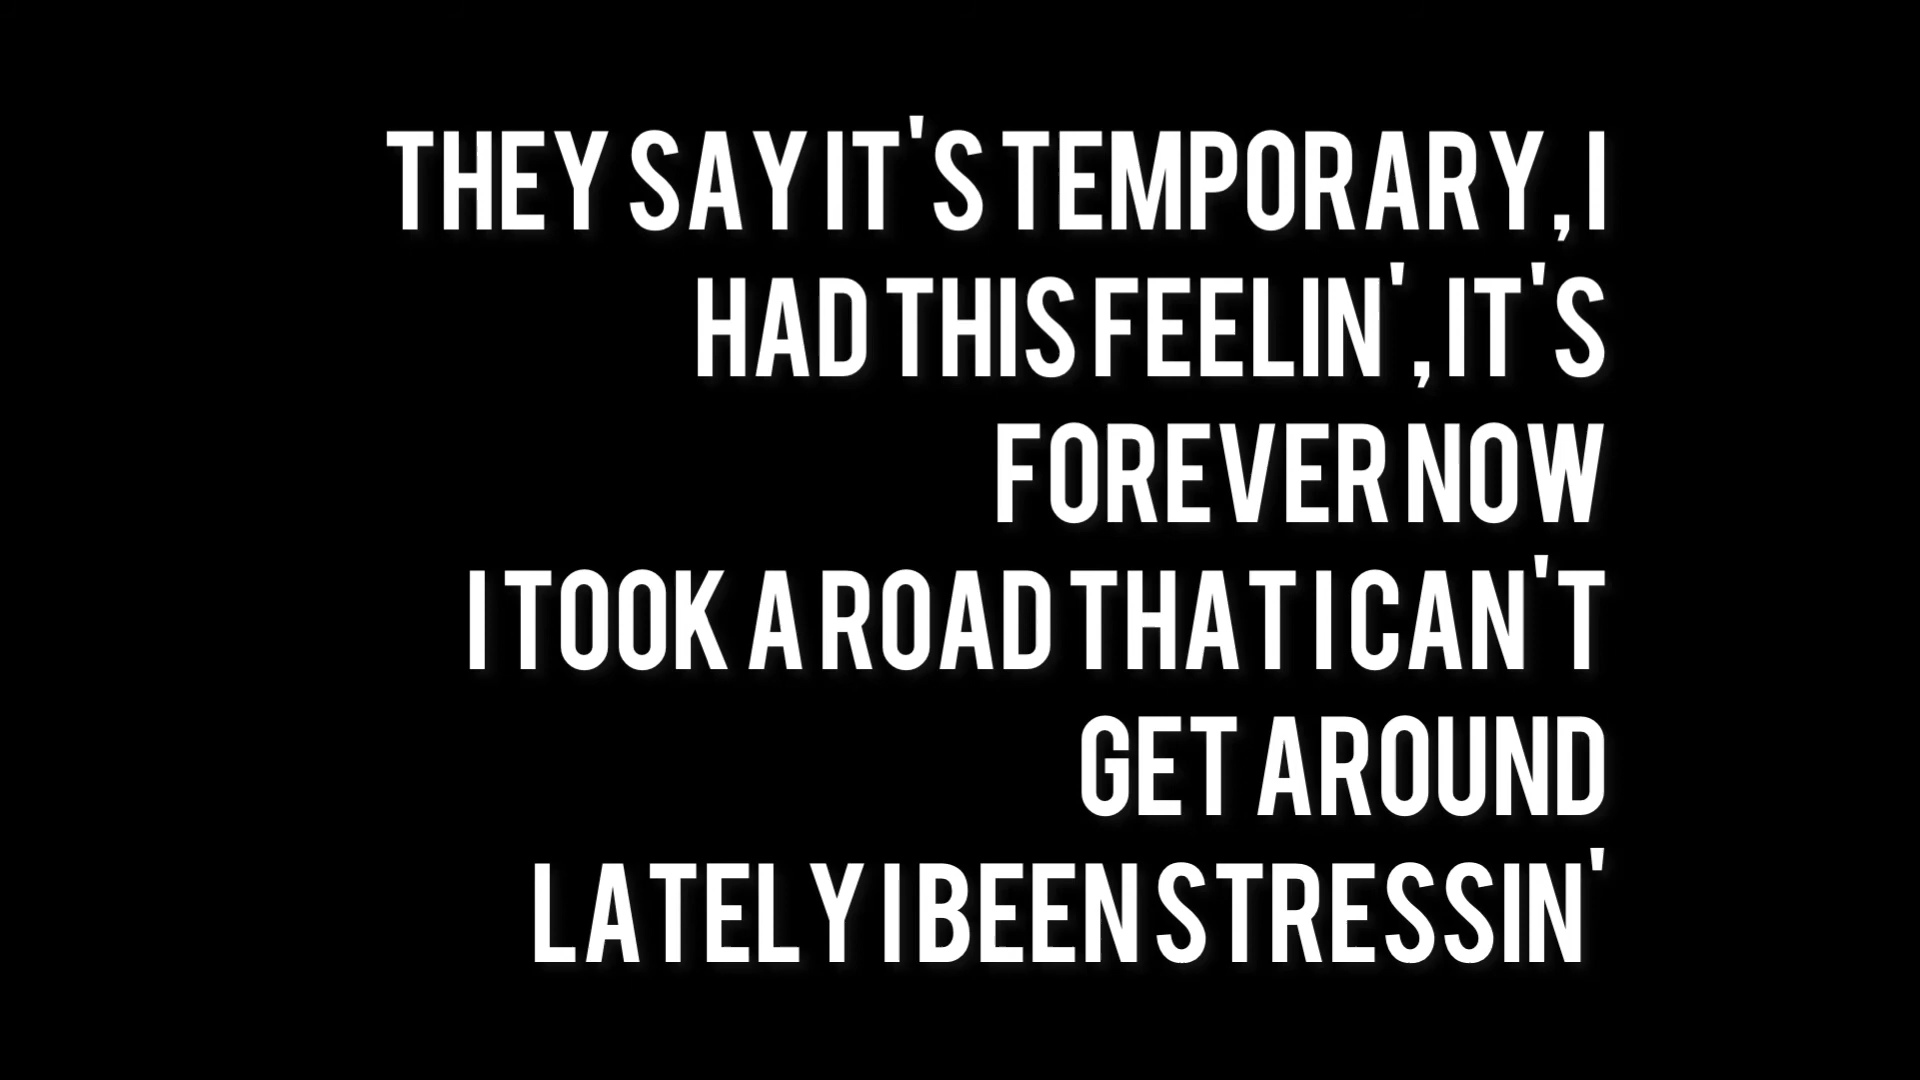 THEY SAY IT'S TEMPORARY, I
HAD THIS FEELIN', IT'S
FOREVER NOW
I TOOK A ROAD THAT I CAN'T
GET AROUND
LATELY I BEEN STRESSIN'